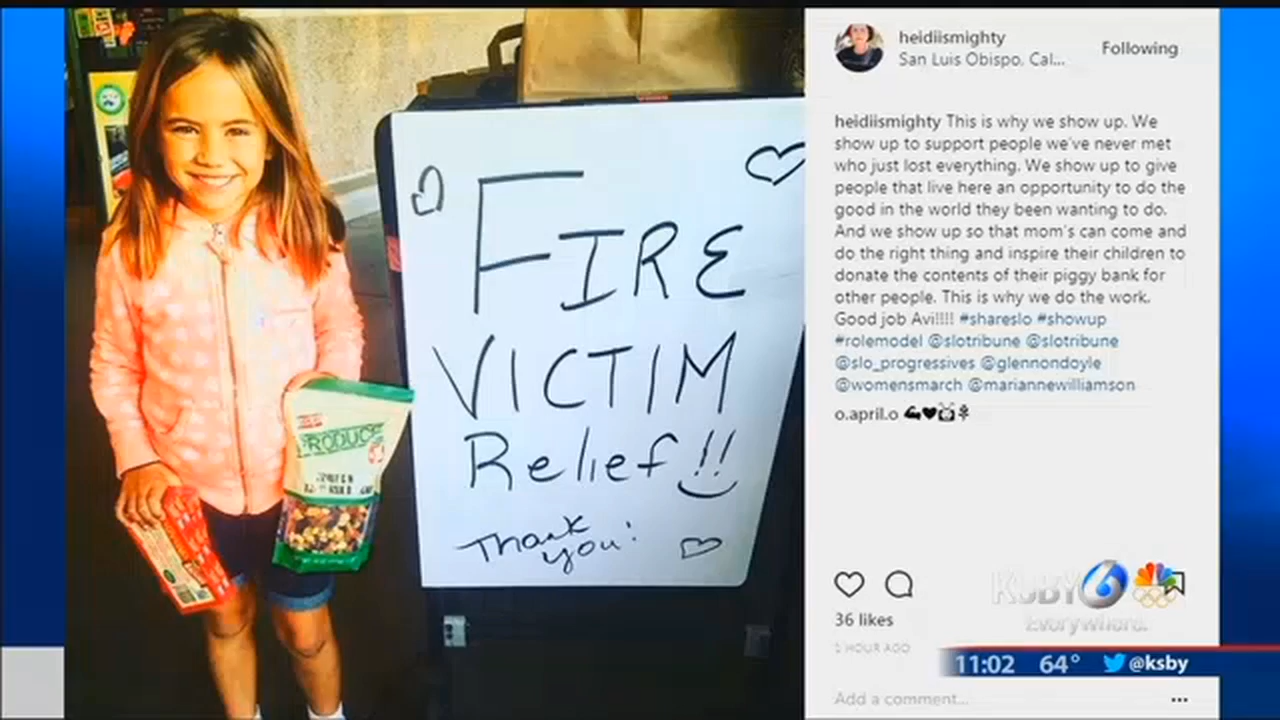 heidiismighty
San Luis Obispo, Cal...
Following
FIRE
VICTIM
Relief!!
Thank
you!
PRODUCE
heidiismighty This is why we show up. We
show up to support people we've never met
who just lost everything. We show up to give
people that live here an opportunity to do the
good in the world they been wanting to do.
And we show up so that mom's can come and
do the right thing and inspire their children to
donate the contents of their piggy bank for
other people. This is why we do the work.
Good job Avi!!!! #shareslo #showup
#rolemodel @slotribune @slotribune
@slo_progressives @glennondoyle
@womensmarch @mariannewilliamson
o.april.o
36 likes
HOUR AGO
KSBY 6
Everywhere.
11:02 64° @ksby
Add a comment...